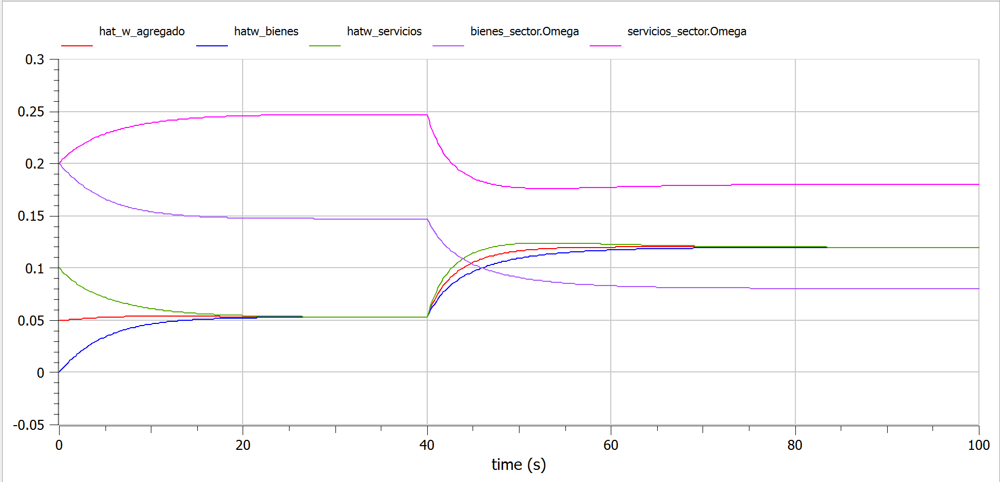 hat_w_agregado hatw_bienes hatw_servicios bienes_sector.Omega servicios_sector.Omega
0.3
0.25
0.2
0.15
0.1
0.05
0
-0.05
0 20 40 60 80 100
time (s)